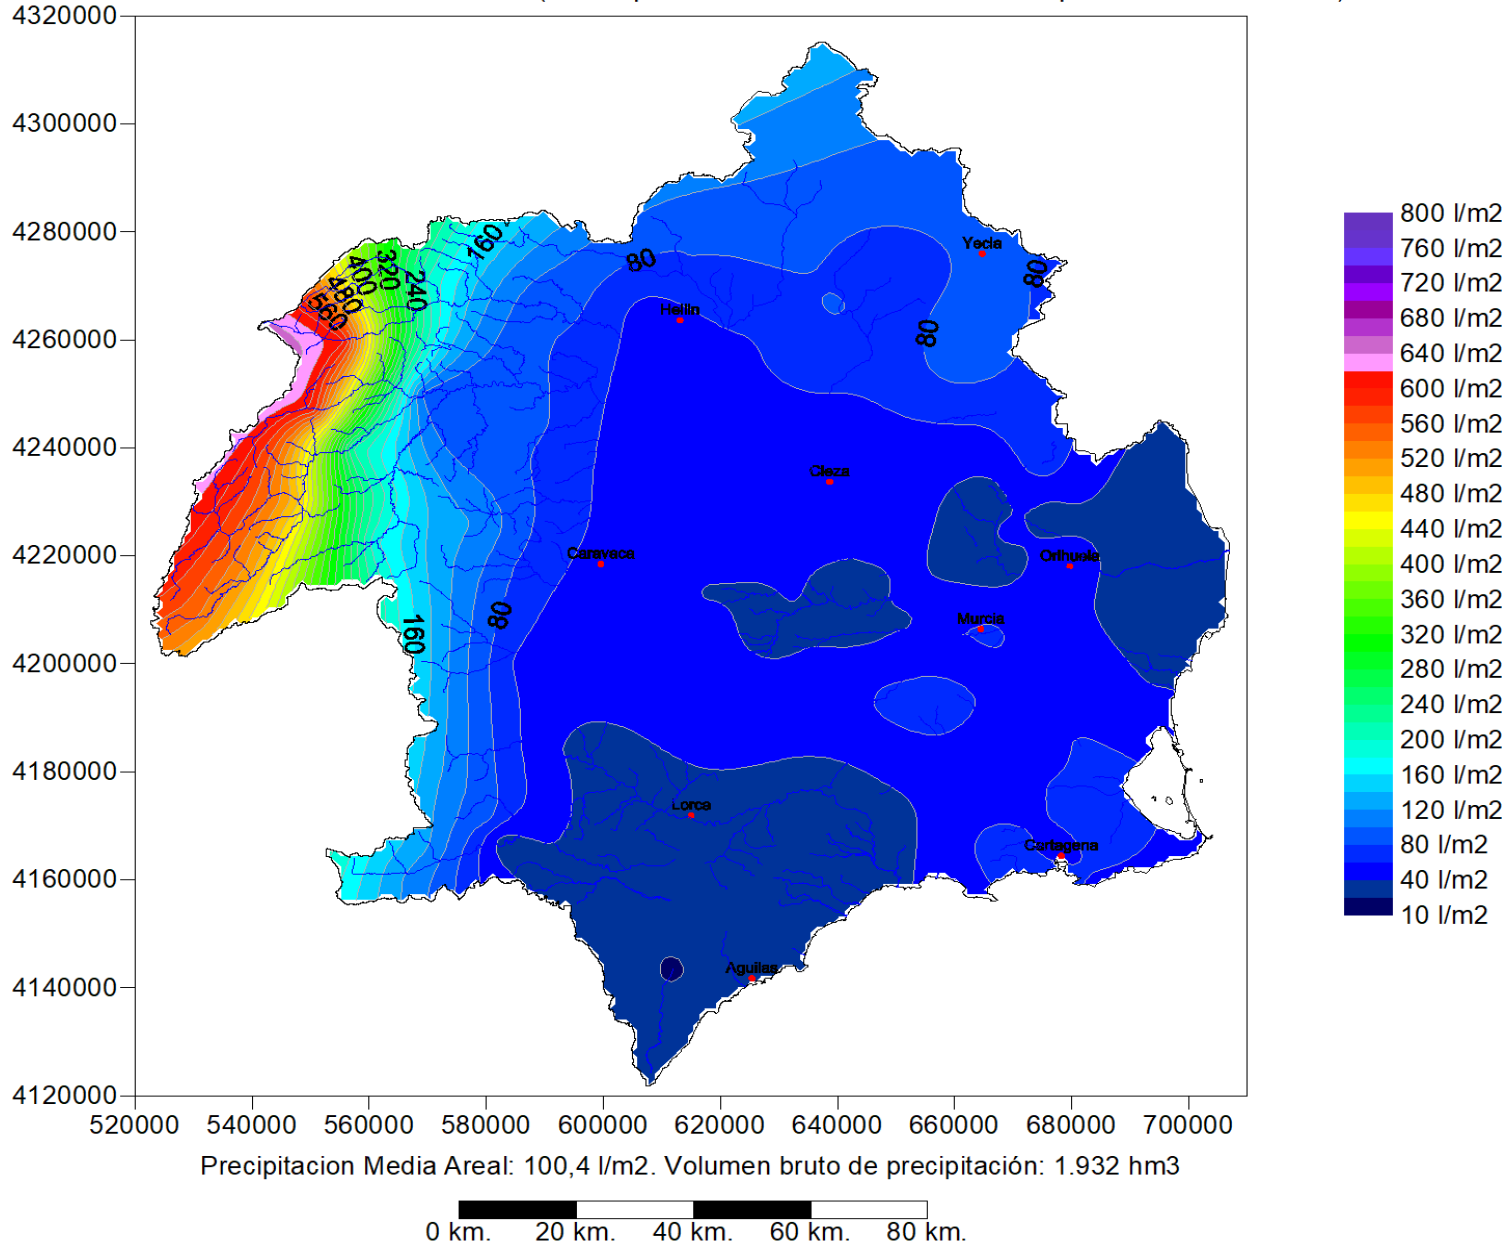 4320000
4300000
4280000
4260000
4240000
4220000
4200000
4180000
4160000
4140000
4120000
520000 540000 560000 580000 600000 620000 640000 660000 680000 700000
160
240
320
400
480
560
80
80
80
80
160
Yecla
Hellin
Cieza
Caravaca
Orihuela
Murcia
Lorca
Cartagena
Aguilas
800 l/m2
760 l/m2
720 l/m2
680 l/m2
640 l/m2
600 l/m2
560 l/m2
520 l/m2
480 l/m2
440 l/m2
400 l/m2
360 l/m2
320 l/m2
280 l/m2
240 l/m2
200 l/m2
160 l/m2
120 l/m2
80 l/m2
40 l/m2
10 l/m2
Precipitacion Media Areal: 100,4 l/m2. Volumen bruto de precipitación: 1.932 hm3
0 km. 20 km. 40 km. 60 km. 80 km.